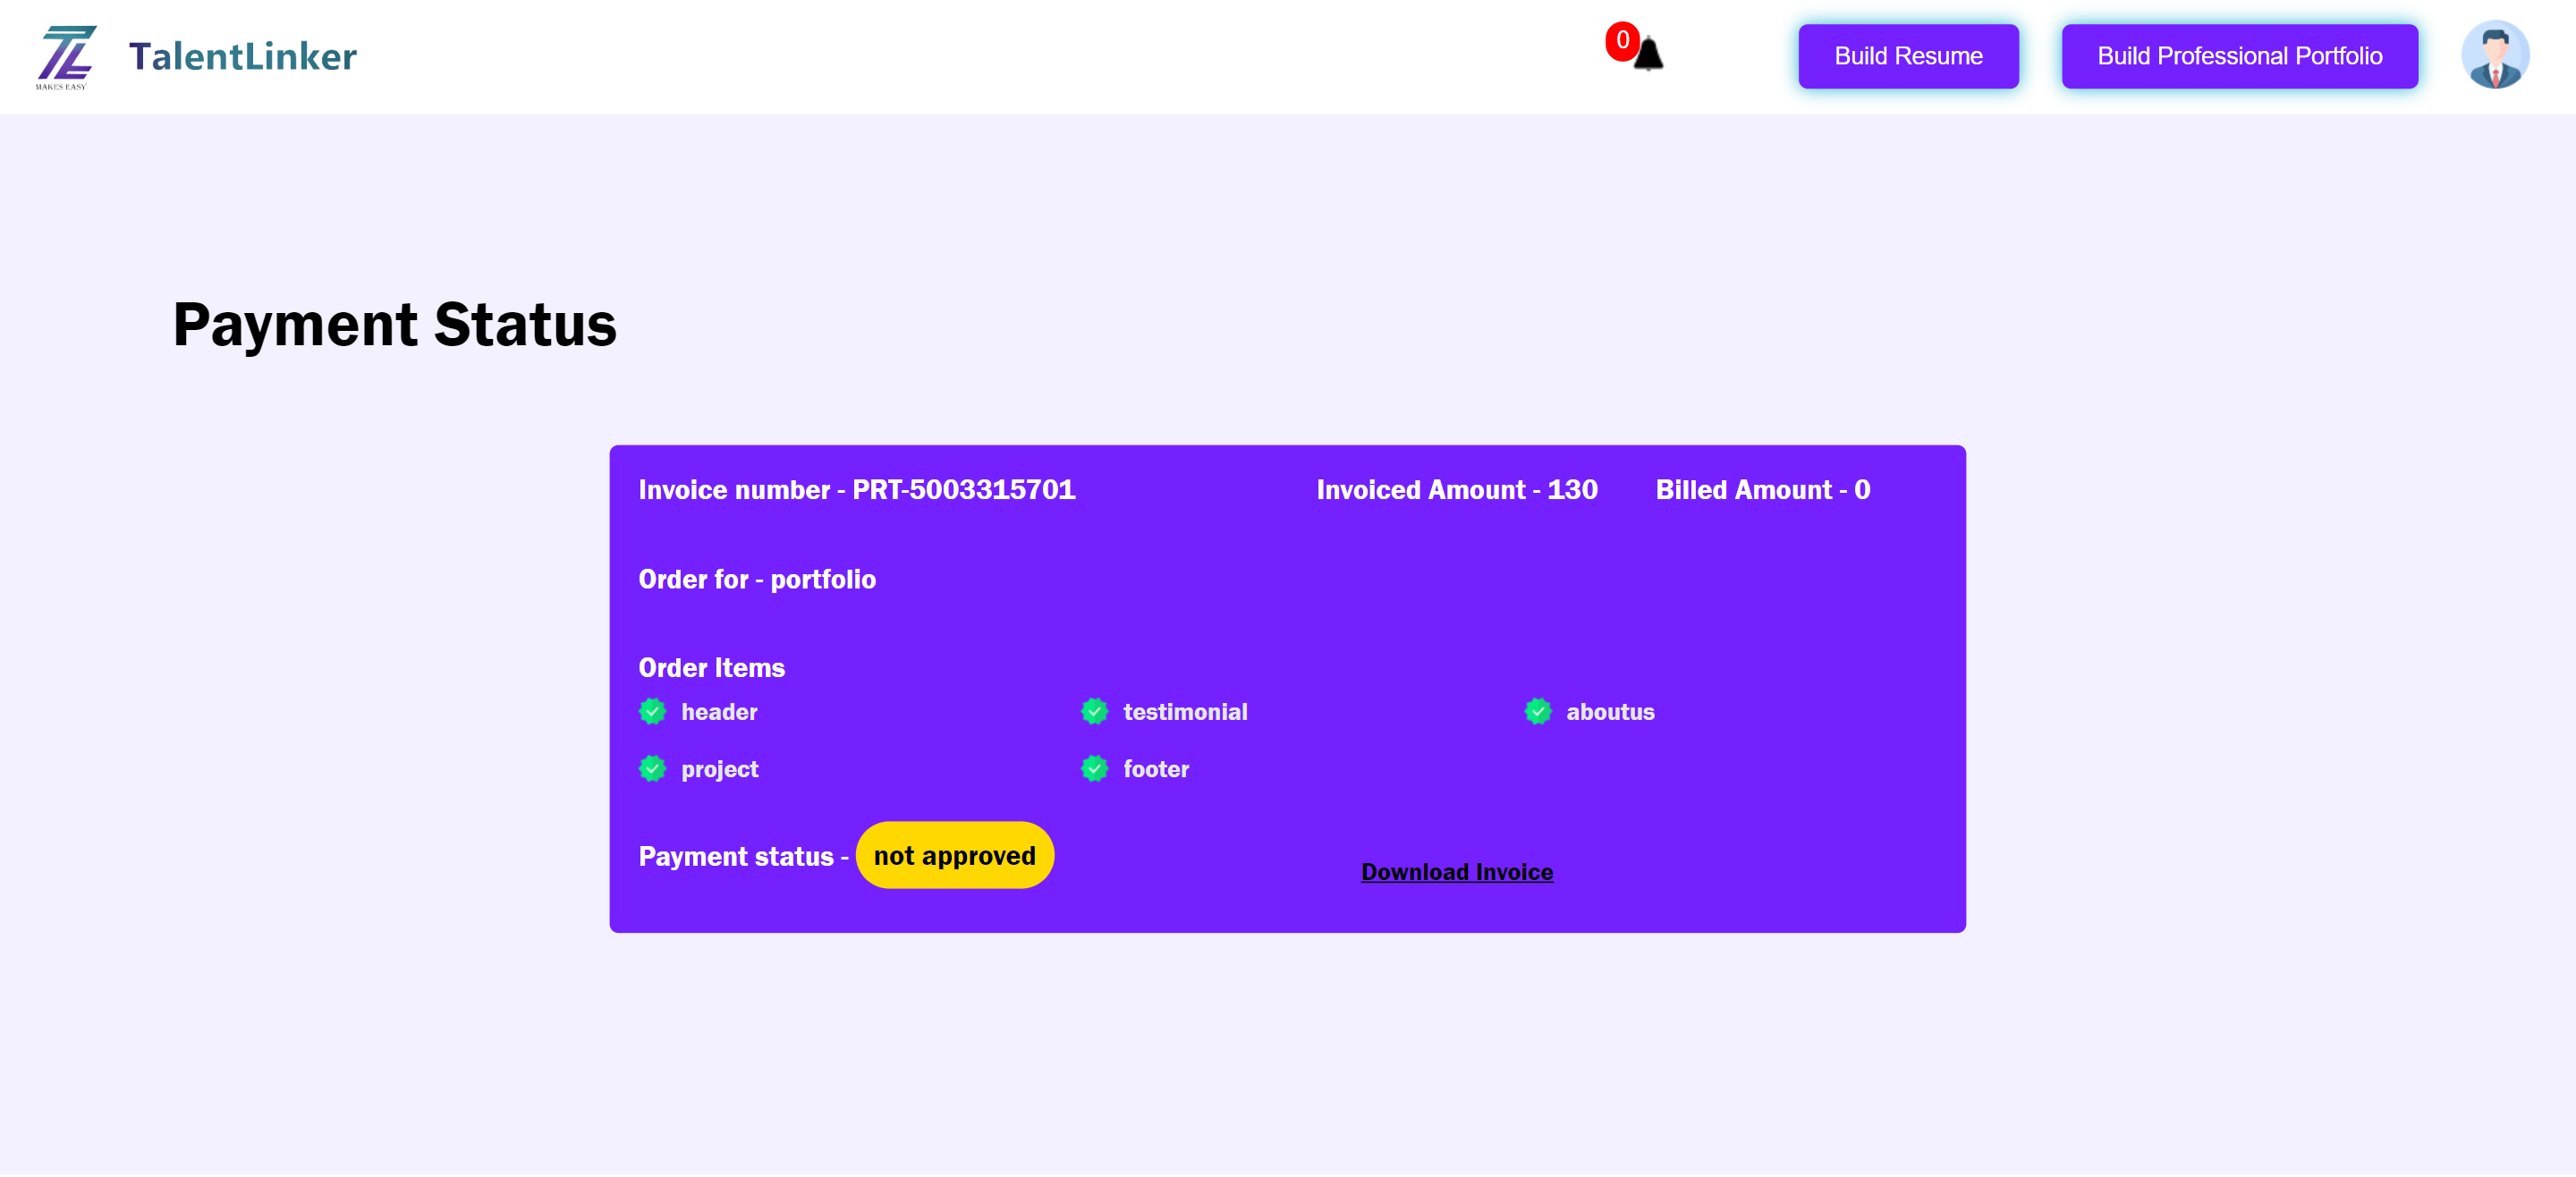 TalentLinker
MAKES EASY
0
Build Resume
Build Professional Portfolio
Payment Status
Invoice number - PRT-5003315701
Invoiced Amount - 130
Billed Amount - 0
Order for - portfolio
Order Items
header
testimonial
aboutus
project
footer
Payment status - not approved
Download Invoice